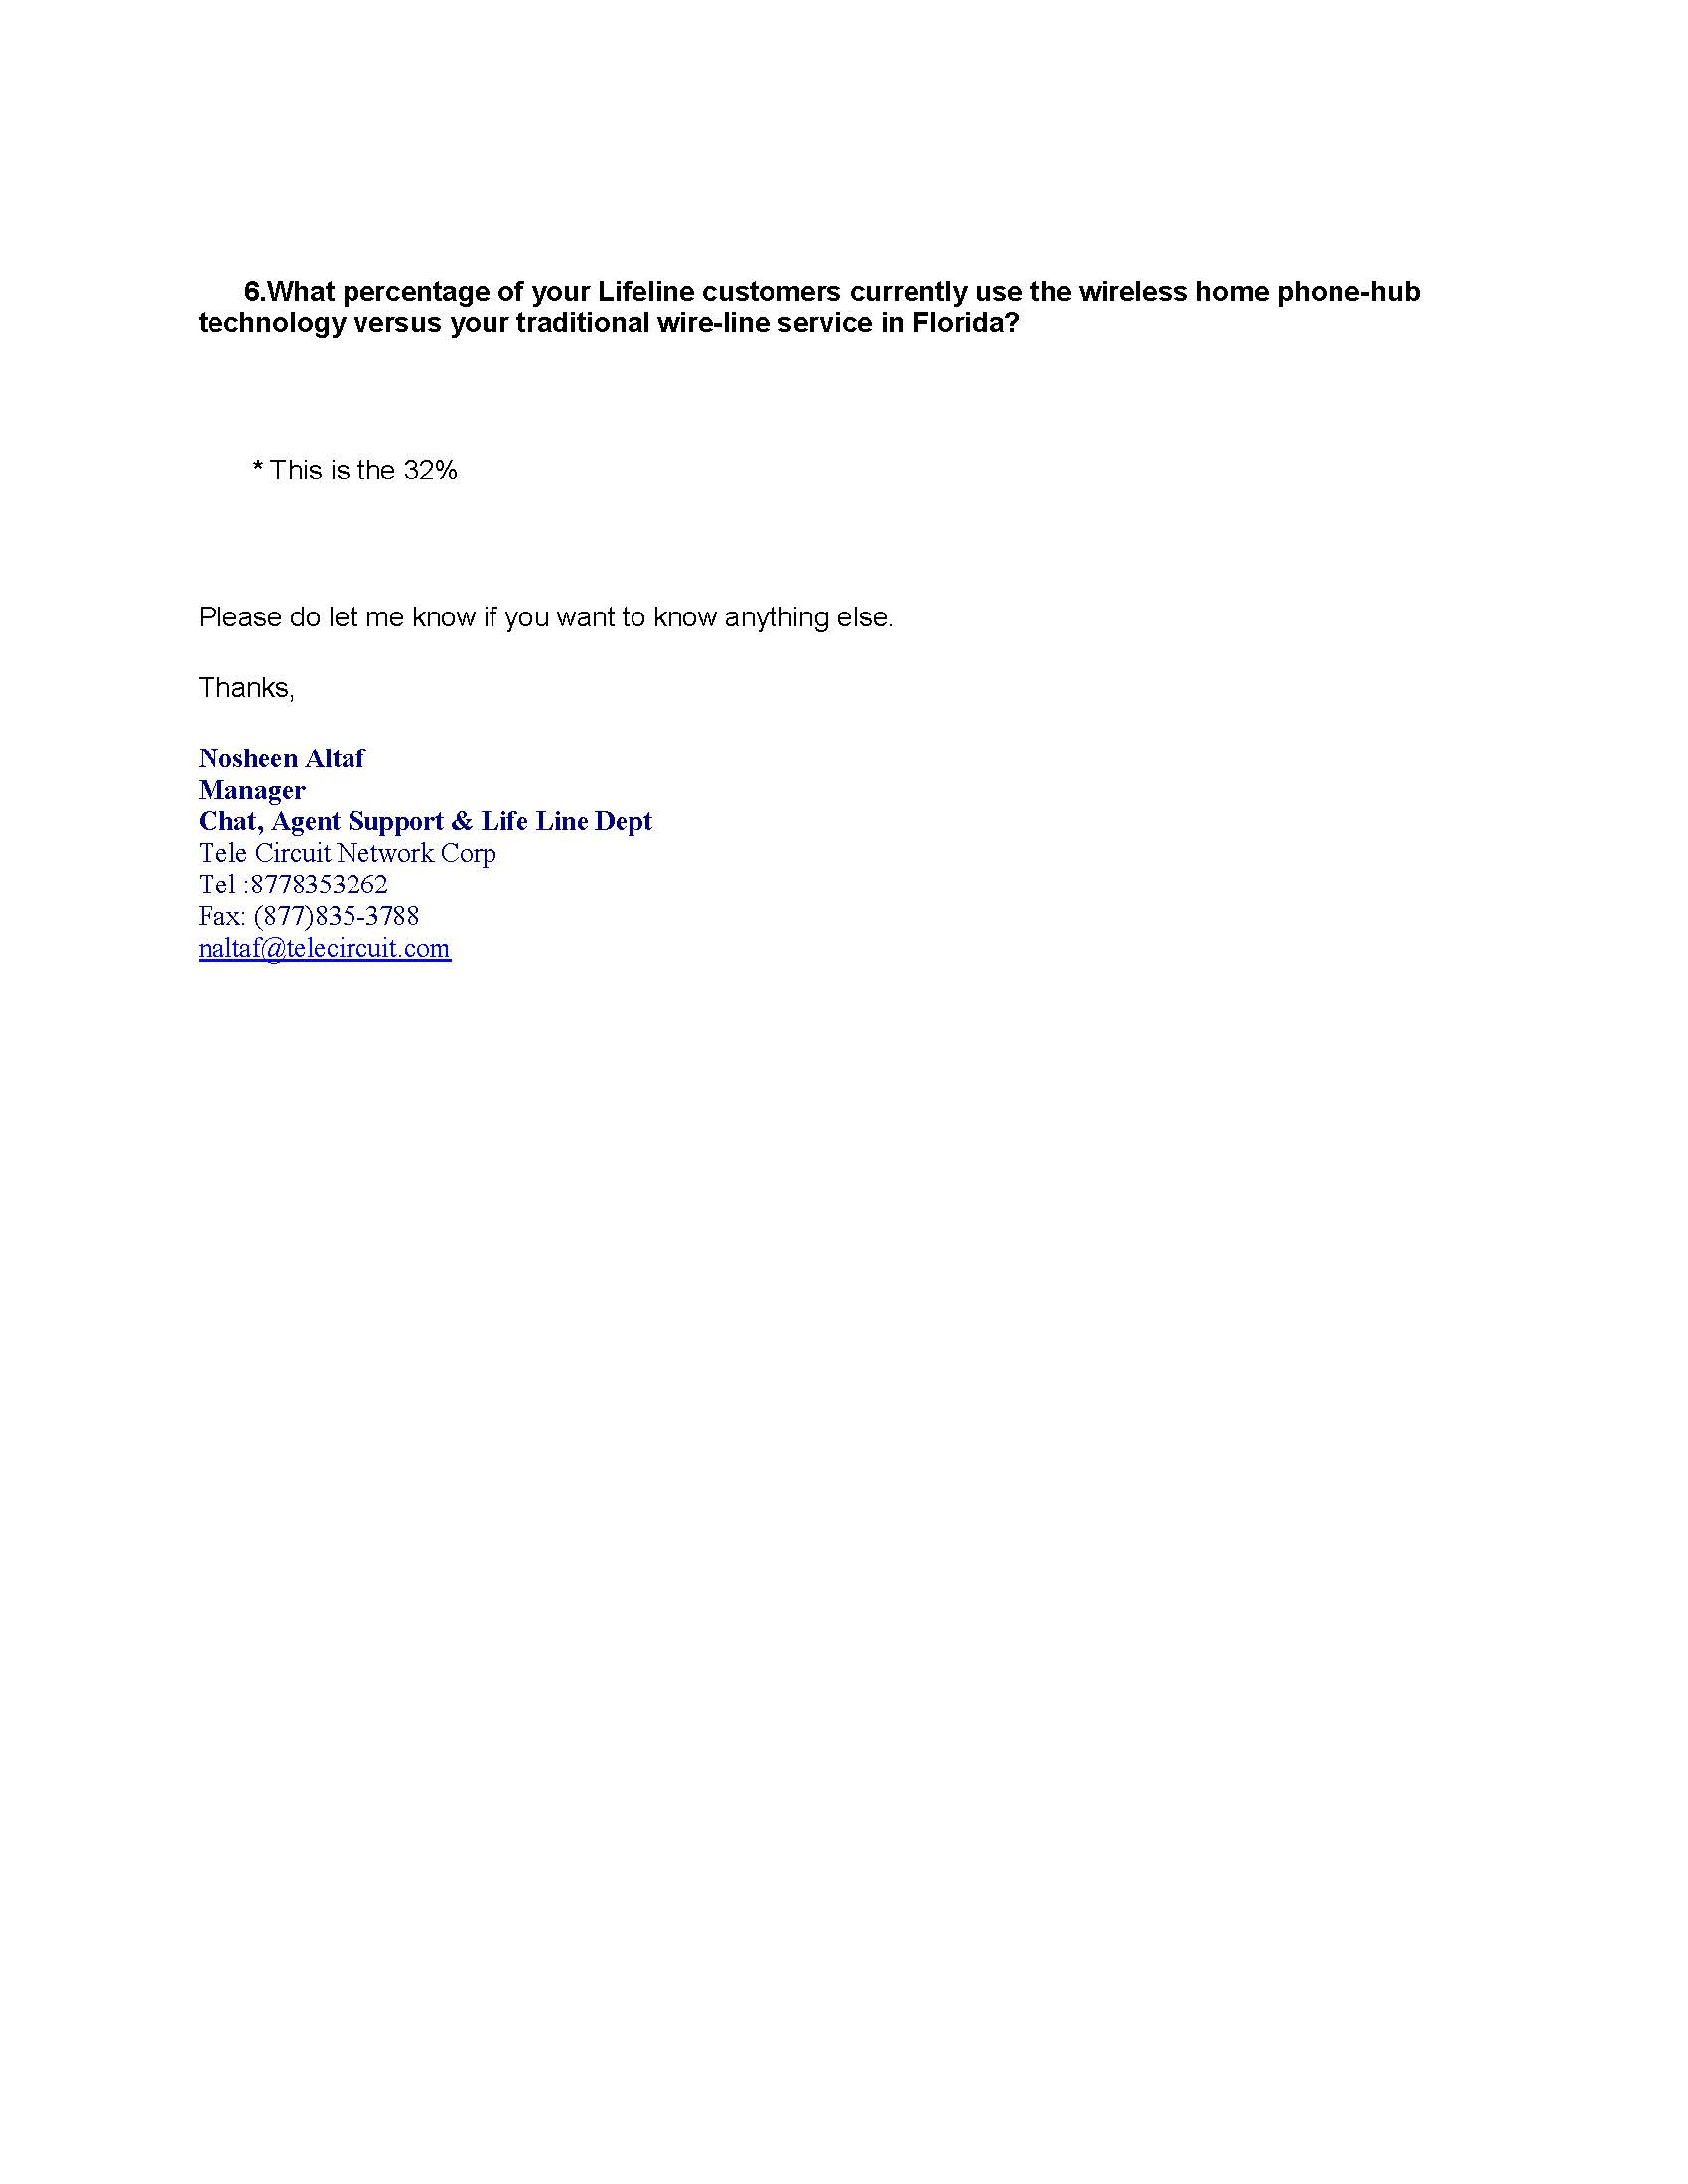 6.What percentage of your Lifeline customers currently use the wireless home phone-hub
technology versus your traditional wire-line service in Florida?
* This is the 32%
Please do let me know if you want to know anything else.
Thanks,
Nosheen Altaf
Manager
Chat, Agent Support & Life Line Dept
Tele Circuit Network Corp
Tel :8778353262
Fax: (877)835-3788
naltaf@telecircuit.com